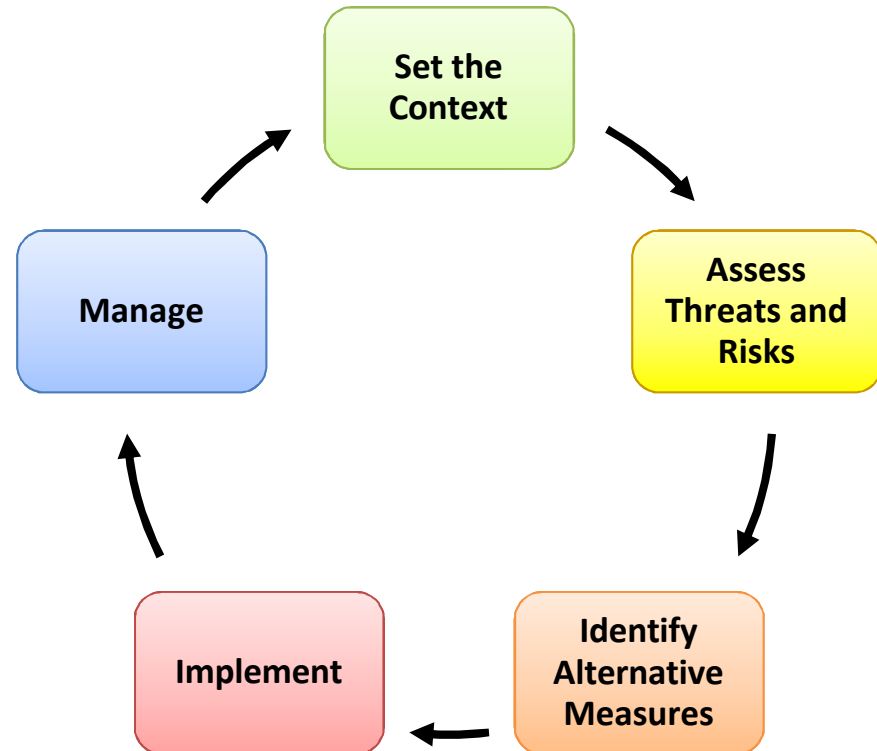 Set the
Context
Assess
Threats and
Risks
Identify
Alternative
Measures
Implement
Manage